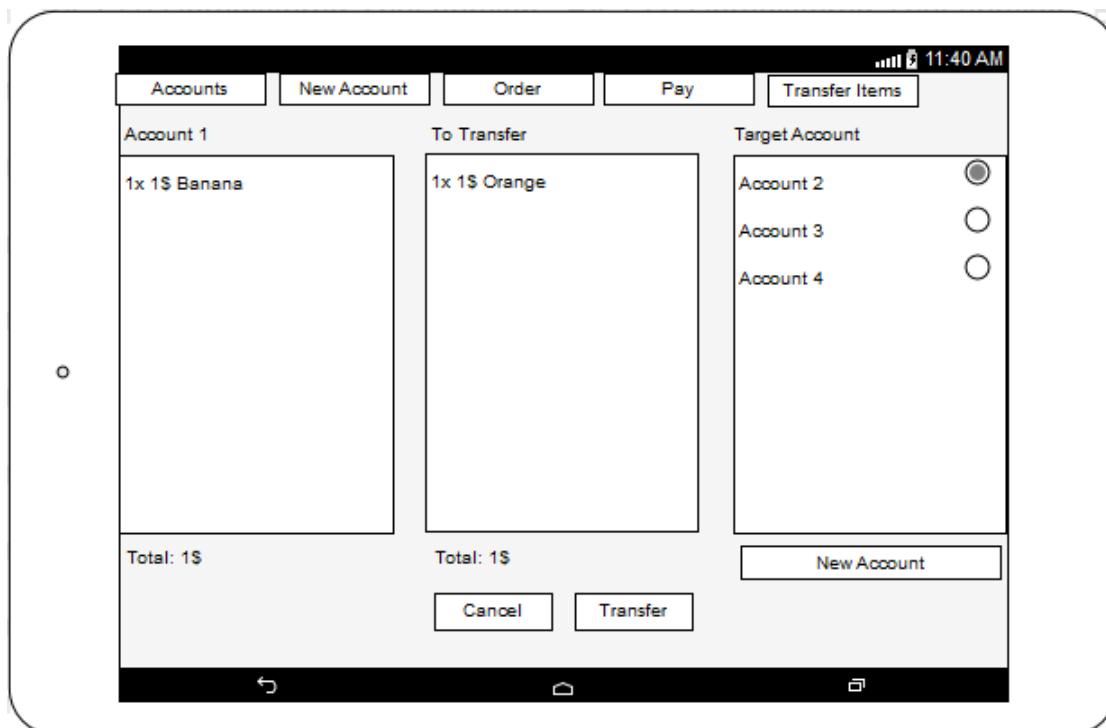 11:40 AM
Accounts New Account Order Pay Transfer Items
Account 1 To Transfer Target Account
1x 1$ Banana 1x 1$ Orange Account 2
Account 3
Account 4
Total: 1$ Total: 1$ New Account
Cancel Transfer